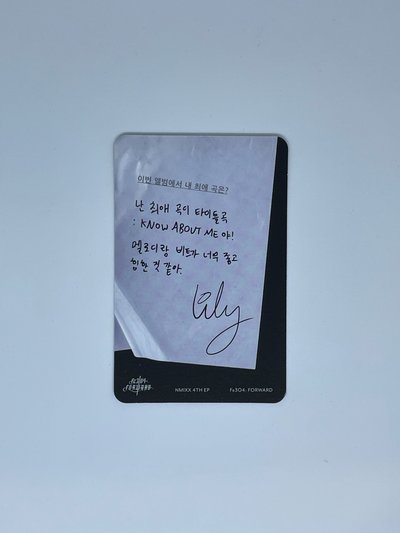 이번 앨범에서 내 최애 곡은?
난 최애 곡이 타이틀곡
: KNOW ABOUT ME 야!
멜로디랑 비트가 너무 좋고
힙한 것 같아.
Lily
NMIXX 4TH EP
Fe3O4: FORWARD